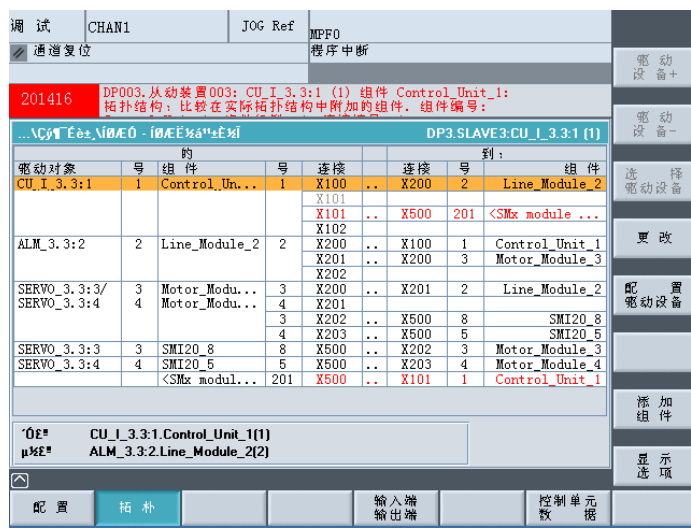 调 试
CHAN1
JOG Ref
MPF0
通道复位
程序中断
201416
DP003.从动装置003: CU_I_3.3:1 (1) 组件 Control_Unit_1:
拓扑结构：比较在实际拓扑结构中附加的组件. 组件编号:
DP3.SLAVE3:CU_I_3.3:1 (1)
的 到：
驱动对象 号 组 件 号 连接 连接 号 组 件
CU_I_3.3:1 1 Control_Un... 1 X100 .. X200 2 Line_Module_2
X101
X101 .. X500 201 <SMx module ...
X102
ALM_3.3:2 2 Line_Module_2 2 X200 .. X100 1 Control_Unit_1
X201 .. X200 3 Motor_Module_3
X202
SERVO_3.3:3/ 3 Motor_Modu... 3 X200 .. X201 2 Line_Module_2
SERVO_3.3:4 4 Motor_Modu... 4 X201
3 X202 .. X500 8 SMI20_8
4 X203 .. X500 5 SMI20_5
SERVO_3.3:3 3 SMI20_8 8 X500 .. X202 3 Motor_Module_3
SERVO_3.3:4 4 SMI20_5 5 X500 .. X203 4 Motor_Module_4
<SMx modul... 201 X500 .. X101 1 Control_Unit_1
CU_I_3.3:1.Control_Unit_1(1)
ALM_3.3:2.Line_Module_2(2)
驱 动
设 备+
驱 动
设 备-
选 择
驱动设备
更 改
配 置
驱动设备
添 加
组 件
显 示
选 项
配 置
拓 朴
输入端
输出端
控制单元
数 据